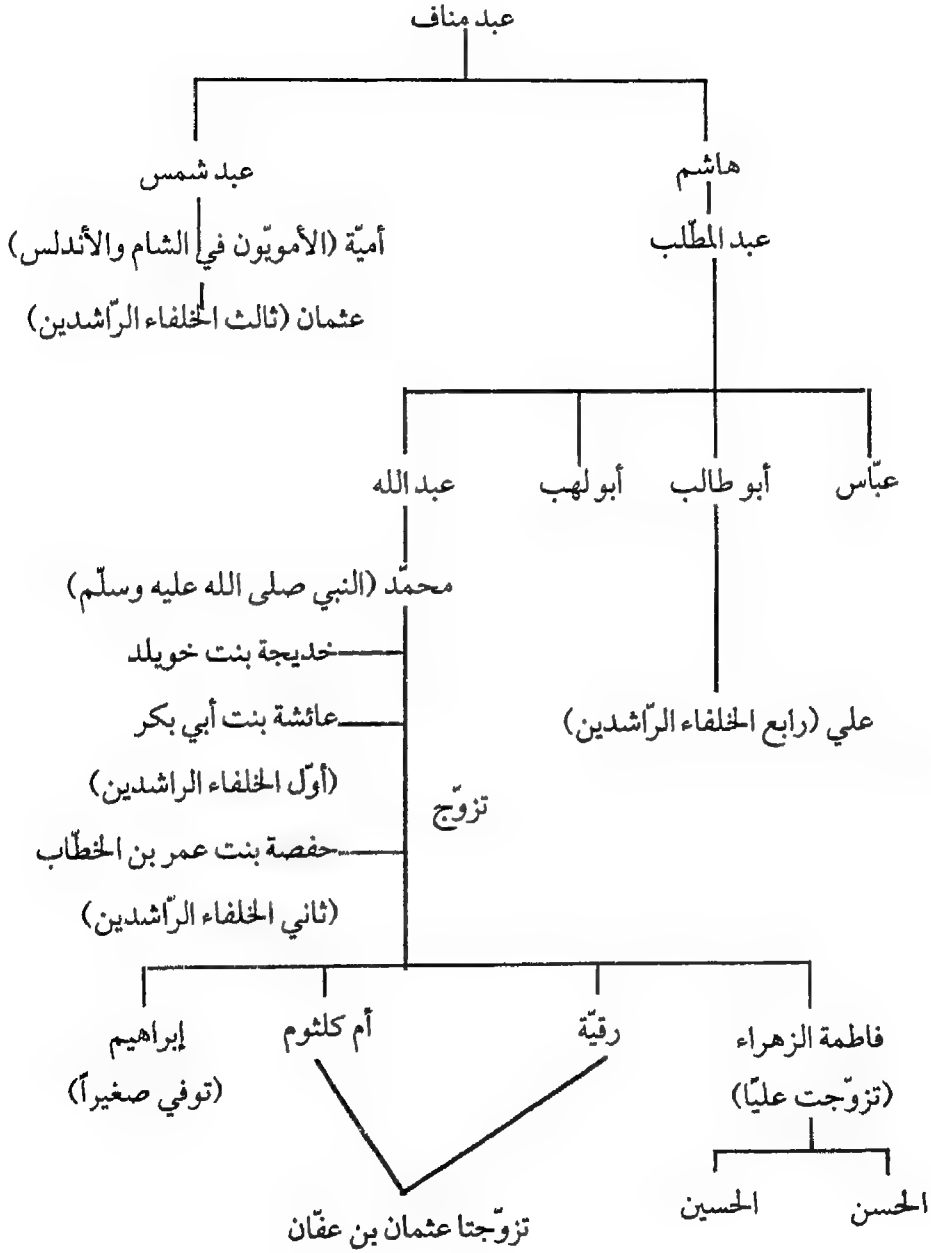 عبد مناف
هاشم
عبد شمس
عبد المطّلب
أميّة (الأمويّون في الشام والأندلس)
عثمان (ثالث الخلفاء الرّاشدين)
عبّاس
أبو طالب
أبو لهب
عبد الله
محمّد (النبي صلى الله عليه وسلّم)
خديجة بنت خويلد
عائشة بنت أبي بكر
علي (رابع الخلفاء الرّاشدين)
(أوّل الخلفاء الراشدين)
تزوّج
حفصة بنت عمر بن الخطّاب
(ثاني الخلفاء الرّاشدين)
فاطمة الزهراء
رقيّة
أم كلثوم
إبراهيم
(تزوّجت عليّا)
(توفي صغيراً)
الحسن
الحسين
تزوّجتا عثمان بن عفّان